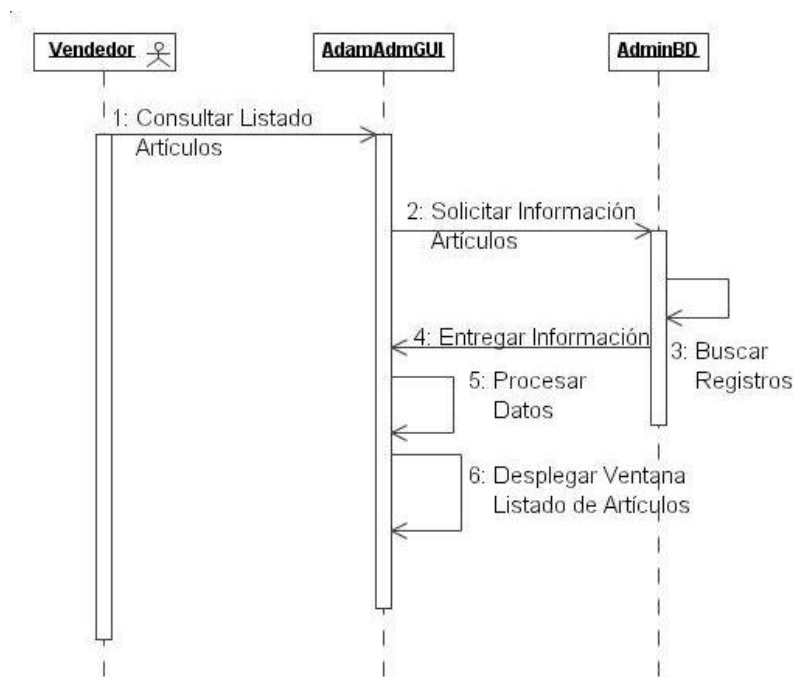 Vendedor AdamAdmGUI AdminBD
1: Consultar Listado
Artículos
2: Solicitar Información
Artículos
4: Entregar Información
3: Buscar
Registros
5: Procesar
Datos
6: Desplegar Ventana
Listado de Artículos